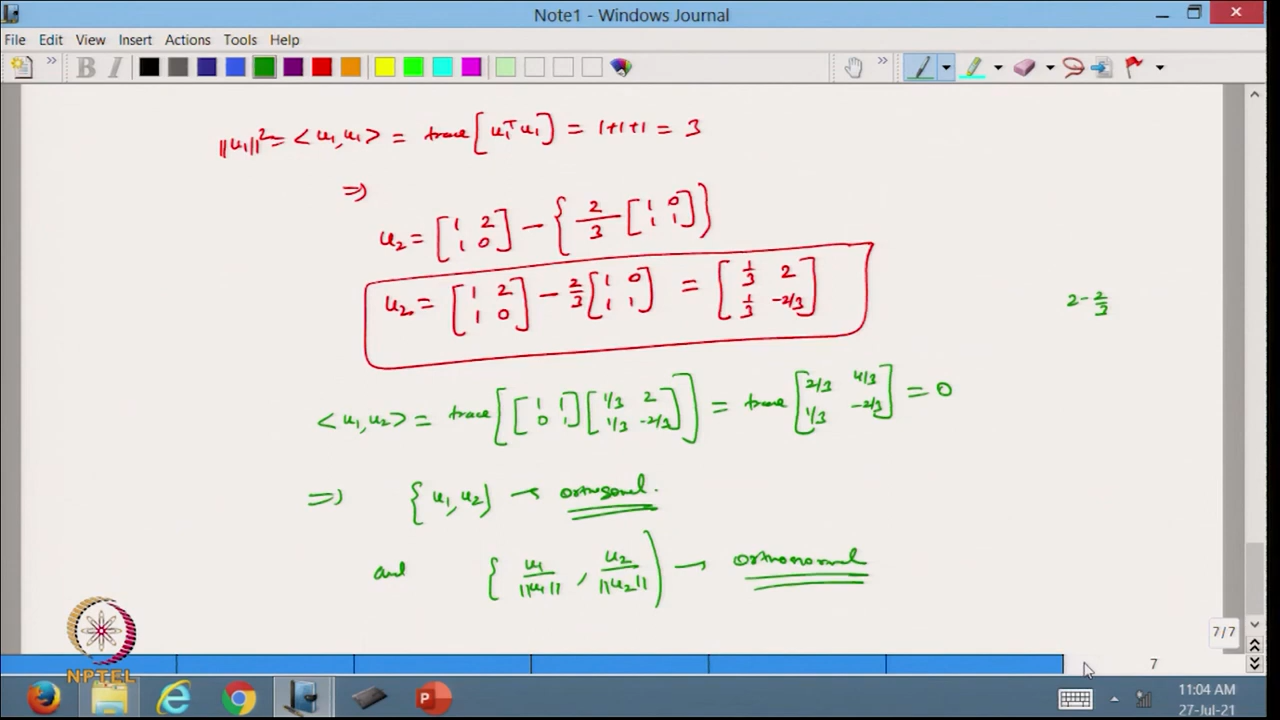 Note1 - Windows Journal
File Edit View Insert Actions Tools Help
||u₁||² = <u₁,u₁> = trace[u₁ᵀu₁] = 1+1+1 = 3
⇒
u₂ = [1 2; 1 0] - {2/3 [1 0; 1 1]}
u₂ = [1 2; 1 0] - 2/3 [1 0; 1 1] = [1/3 2; 1/3 -2/3]
2 - 2/3
<u₁,u₂> = trace[[1 1; 0 1][1/3 2; 1/3 -2/3]] = trace[2/3 4/3; 1/3 -2/3] = 0
⇒ {u₁,u₂} → orthogonal.
and {u₁/||u₁||, u₂/||u₂||} → orthonormal
7/7
7
NPTEL
11:04 AM
27-Jul-21